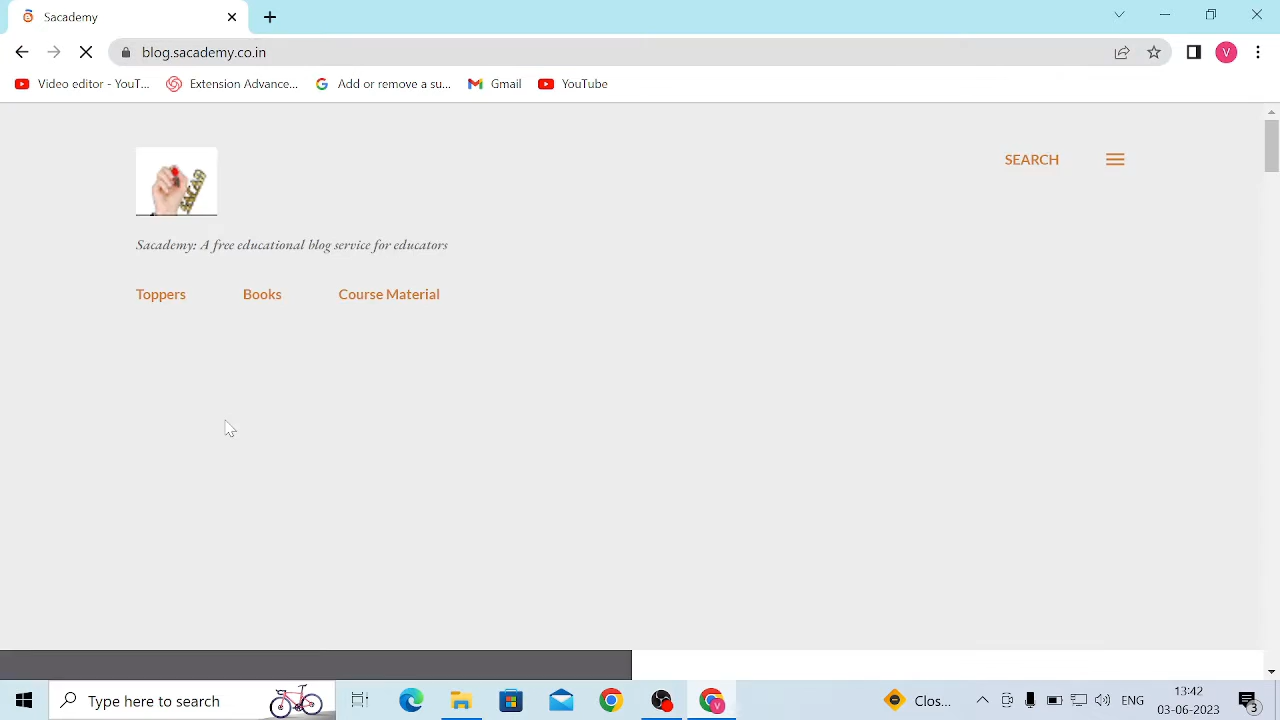 Sacademy
blog.sacademy.co.in
V
Video editor - YouT...
Extension Advance...
Add or remove a su...
Gmail
YouTube
SEARCH
Sacademy: A free educational blog service for educators
Toppers
Books
Course Material
Type here to search
V
Clos...
ENG
13:42
03-06-2023
3